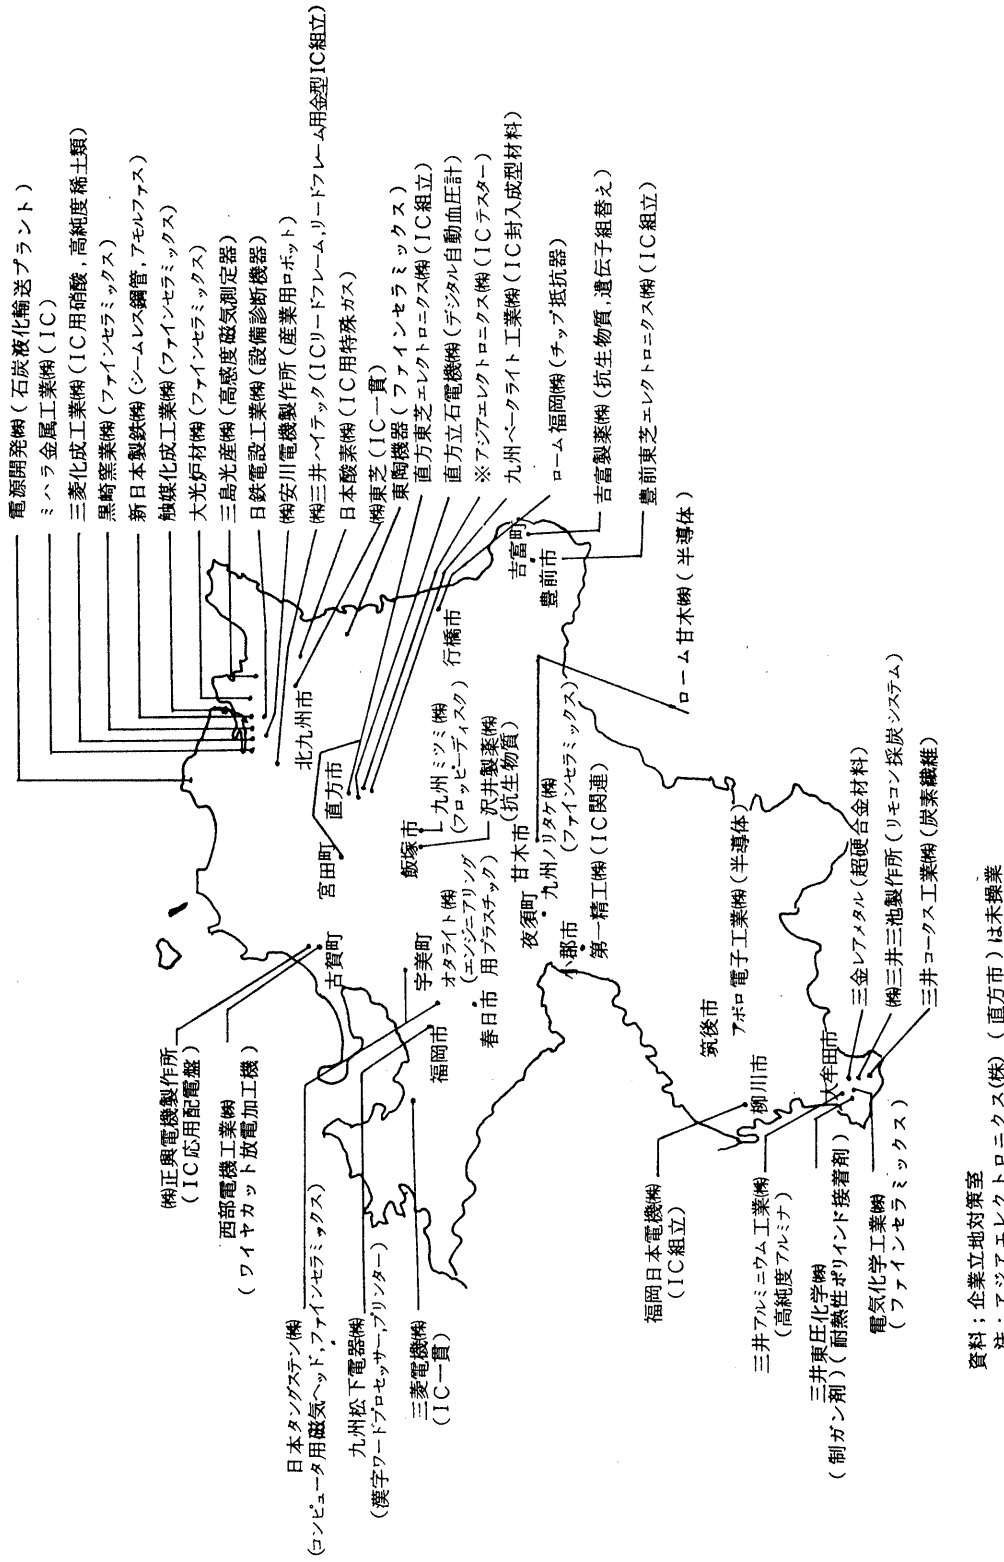 電源開発㈱(石炭液化輸送プラント)
ミハラ金属工業㈱(IC)
三菱化成工業㈱(IC用硝酸,高純度稀土類)
黒崎窯業㈱(ファインセラミックス)
新日本製鉄㈱(シームレス鋼管,アモルファス)
触媒化成工業㈱(ファインセラミックス)
大光炉材㈱(ファインセラミックス)
三島光産㈱(高感度磁気測定器)
日鉄電設工業㈱(設備診断機器)
㈱安川電機製作所(産業用ロボット)
㈱三井ハイテック(ICリードフレーム,リードフレーム用金型IC組立)
日本酸素㈱(IC用特殊ガス)
㈱東芝(IC一貫)
東陶機器(ファインセラミックス)
直方東芝エレクトロニクス㈱(IC組立)
直方立石電機㈱(デジタル自動血圧計)
※アジアエレクトロニクス㈱(ICテスター)
九州ベークライト工業㈱(IC封入成型材料)
ローム福岡㈱(チップ抵抗器)
吉富製薬㈱(抗生物質,遺伝子組替え)
豊前東芝エレクトロニクス㈱(IC組立)
ローム甘木㈱(半導体)
北九州市
行橋市
吉富町
豊前市
直方市
宮田町
飯塚市
九州ミツミ㈱
(フロッピーディスク)
沢井製薬㈱
(抗生物質)
甘木市
九州ノリタケ㈱
(ファインセラミックス)
夜須町
小郡市
第一精工㈱(IC関連)
古賀町
宇美町
オタライト㈱
(エンジニアリング
用プラスチック)
福岡市
春日市
筑後市
アポロ電子工業㈱(半導体)
柳川市
大牟田市
三金レアメタル(超硬合金材料)
㈱三井三池製作所(リモコン採炭システム)
三井コークス工業㈱(炭素繊維)
㈱正興電機製作所
(IC応用配電盤)
西部電機工業㈱
(ワイヤカット放電加工機)
日本タングステン㈱
(コンピュータ用磁気ヘッド,ファインセラミックス)
九州松下電器㈱
(漢字ワードプロセッサー,プリンター)
三菱電機㈱
(IC一貫)
福岡日本電機㈱
(IC組立)
三井アルミニウム工業㈱
(高純度アルミナ)
三井東圧化学㈱
(制ガン剤)(耐熱性ポリインド接着剤)
電気化学工業㈱
(ファインセラミックス)
資料;企業立地対策室
注・アジアエレクトロニクス(株)(直方市)は未操業